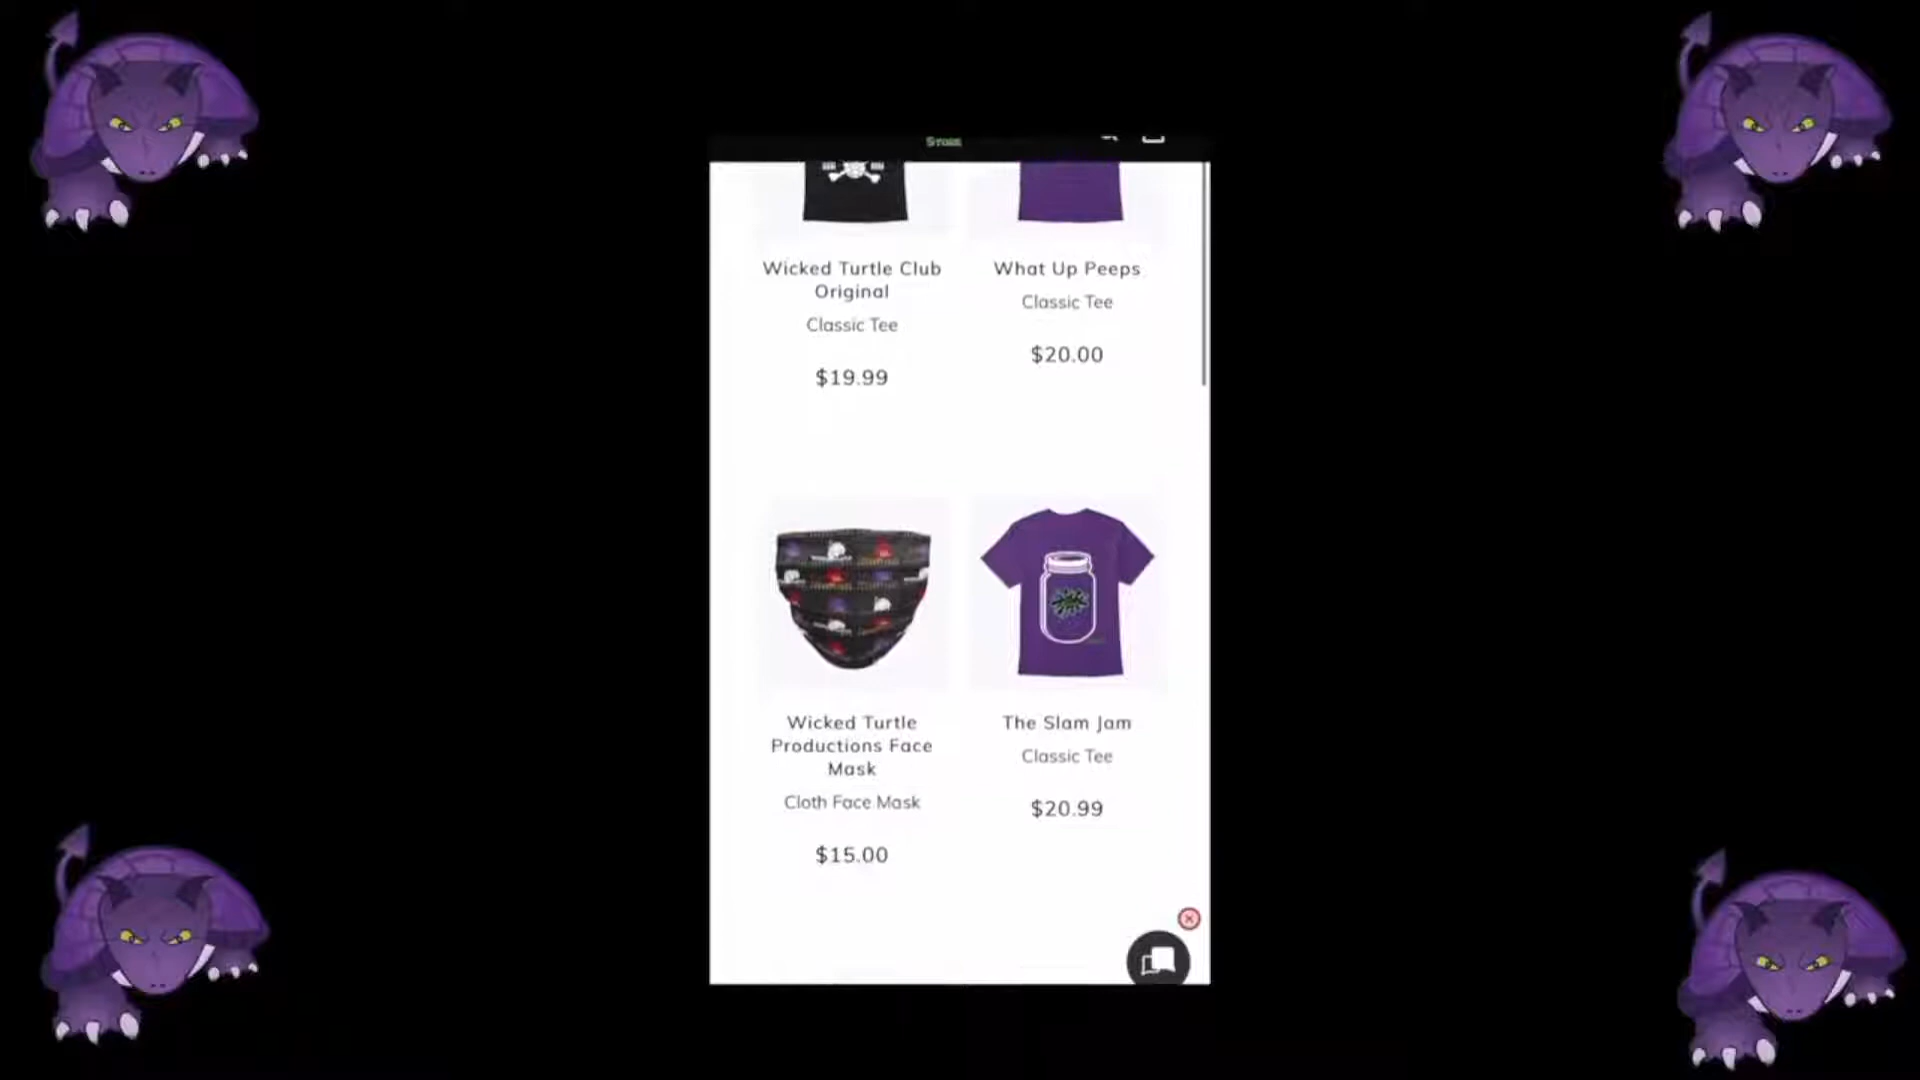 STORE
Wicked Turtle Club
Original
Classic Tee
$19.99
What Up Peeps
Classic Tee
$20.00
Wicked Turtle
Productions Face
Mask
Cloth Face Mask
$15.00
The Slam Jam
Classic Tee
$20.99